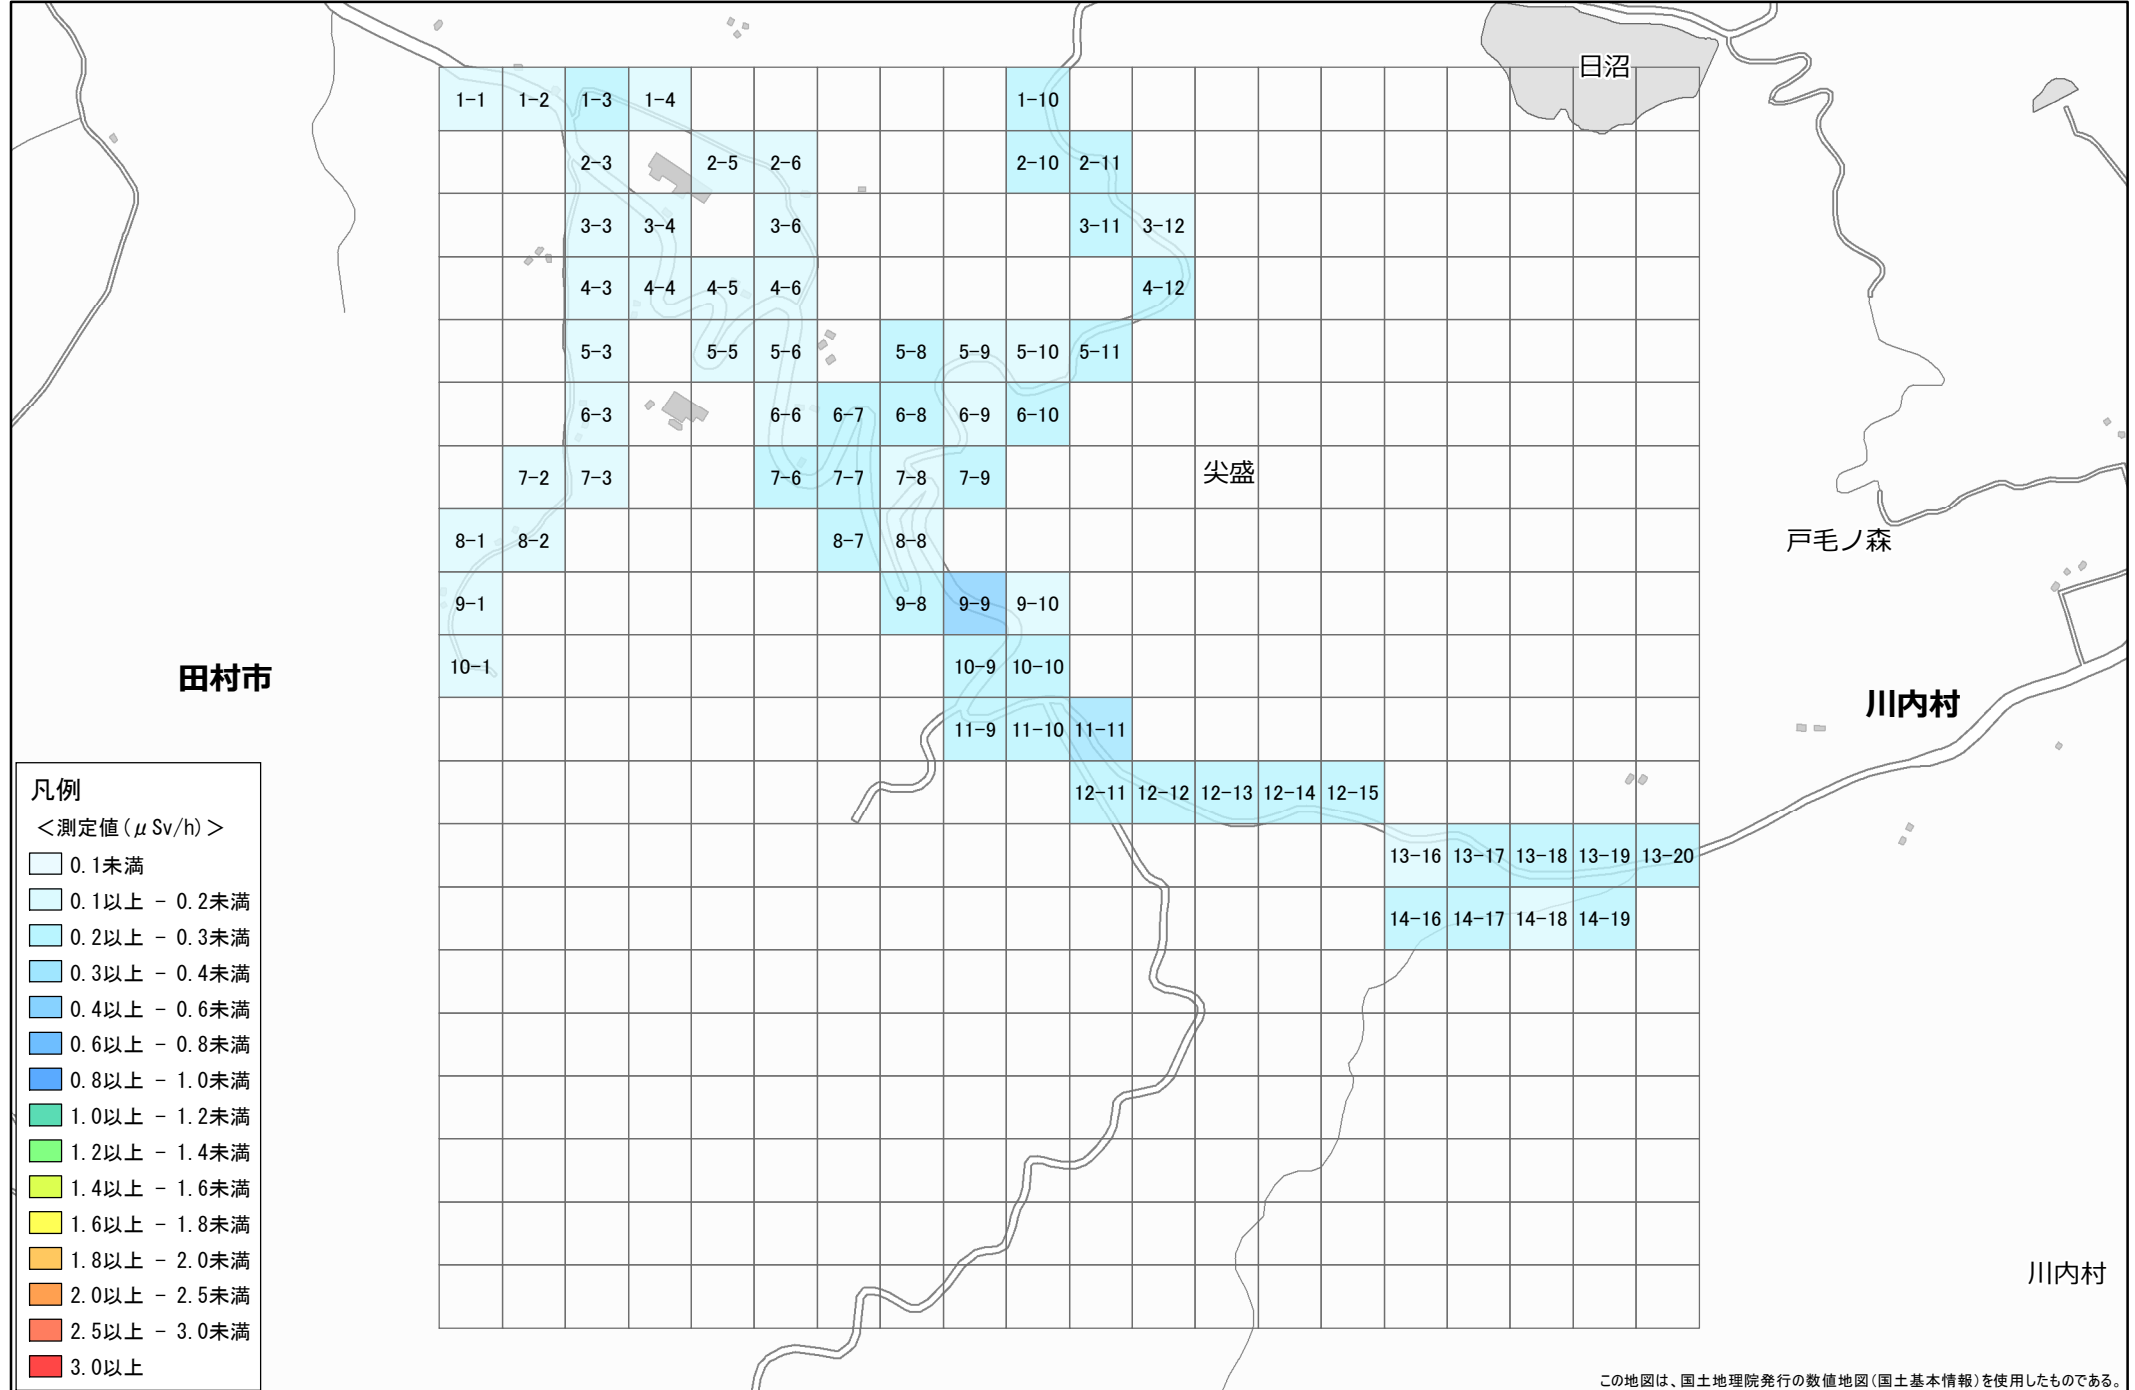 日沼
1-1 1-2 1-3 1-4 1-10
2-3 2-5 2-6 2-10 2-11
3-3 3-4 3-6 3-11 3-12
4-3 4-4 4-5 4-6 4-12
5-3 5-5 5-6 5-8 5-9 5-10 5-11
6-3 6-6 6-7 6-8 6-9 6-10
7-2 7-3 7-6 7-7 7-8 7-9
尖盛
8-1 8-2 8-7 8-8
戸毛ノ森
9-1 9-8 9-9 9-10
10-1 10-9 10-10
田村市
川内村
11-9 11-10 11-11
12-11 12-12 12-13 12-14 12-15
13-16 13-17 13-18 13-19 13-20
14-16 14-17 14-18 14-19
凡例
＜測定値(μSv/h)＞
0.1未満
0.1以上 - 0.2未満
0.2以上 - 0.3未満
0.3以上 - 0.4未満
0.4以上 - 0.6未満
0.6以上 - 0.8未満
0.8以上 - 1.0未満
1.0以上 - 1.2未満
1.2以上 - 1.4未満
1.4以上 - 1.6未満
1.6以上 - 1.8未満
1.8以上 - 2.0未満
2.0以上 - 2.5未満
2.5以上 - 3.0未満
3.0以上
川内村
この地図は、国土地理院発行の数値地図(国土基本情報)を使用したものである。